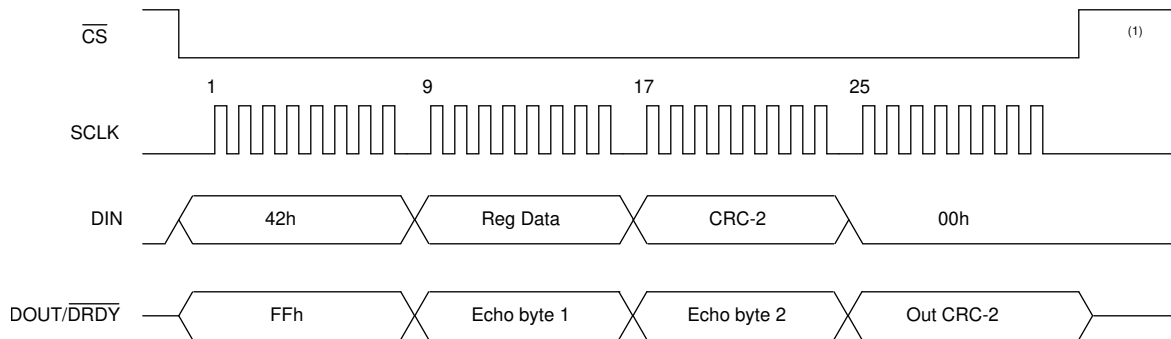 CS
(1)
1 9 17 25
SCLK
DIN 42h Reg Data CRC-2 00h
DOUT/DRDY FFh Echo byte 1 Echo byte 2 Out CRC-2